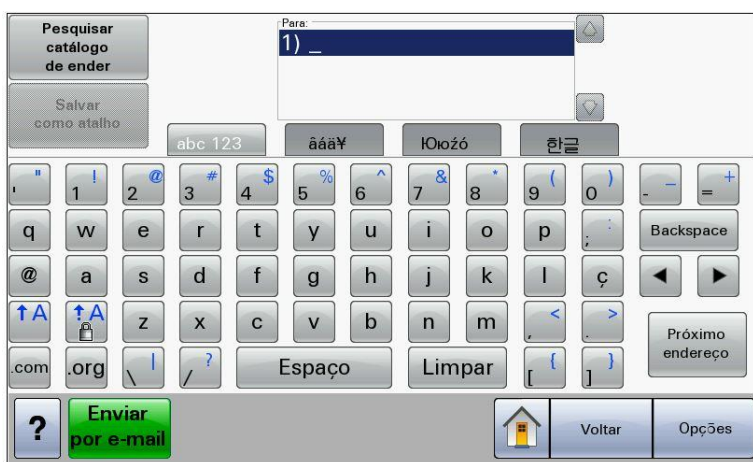 Pesquisar
catálogo
de ender
Para:
1) _
Salvar
como atalho
abc 123
âáä¥
Ююźó
한글
' " 1 ! 2 @ 3 # 4 $ 5 % 6 ^ 7 & 8 * 9 ( 0 ) - _ = +
q w e r t y u i o p ; : Backspace
@ a s d f g h j k l ç
A A z x c v b n m , < . >
Próximo
endereço
.com .org \ | / ? Espaço Limpar [ { ] }
? Enviar
por e-mail
Voltar
Opções